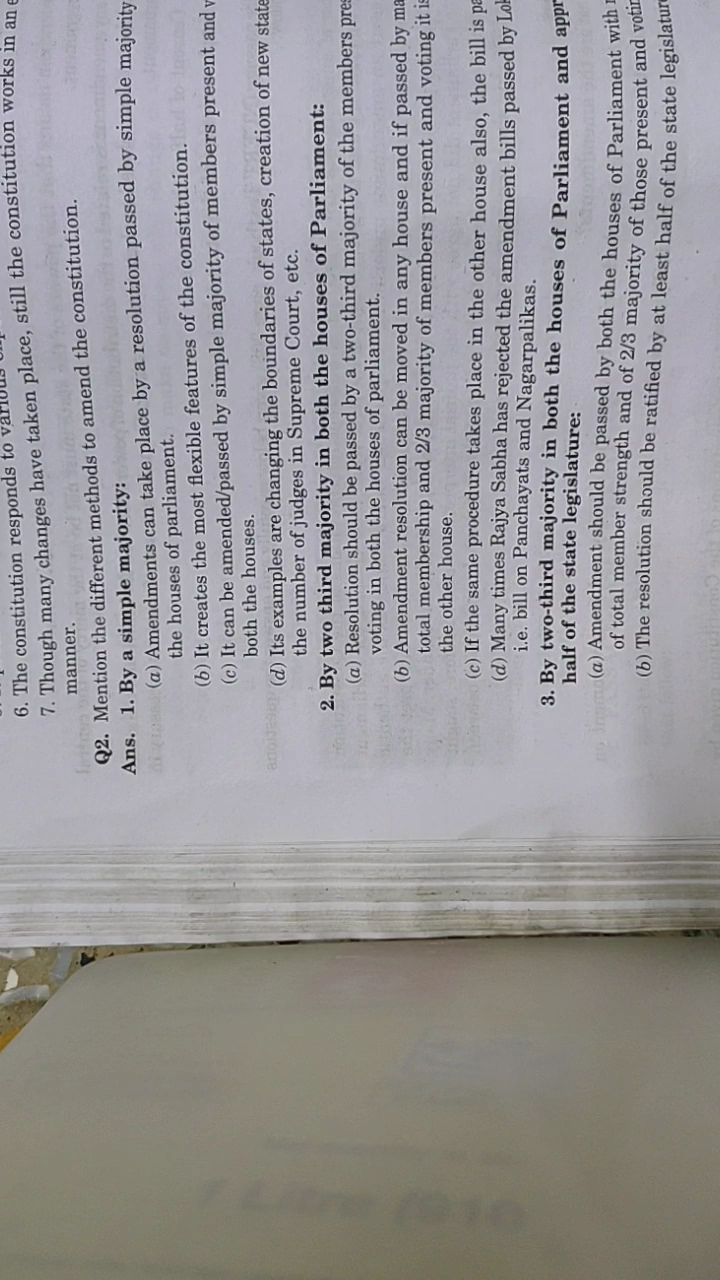 6. The constitution responds to various
7. Though many changes have taken place, still the constitution works in an
manner.
Q2. Mention the different methods to amend the constitution.
Ans. 1. By a simple majority:
(a) Amendments can take place by a resolution passed by simple majority
the houses of parliament.
(b) It creates the most flexible features of the constitution.
(c) It can be amended/passed by simple majority of members present and
both the houses.
(d) Its examples are changing the boundaries of states, creation of new state
the number of judges in Supreme Court, etc.
2. By two third majority in both the houses of Parliament:
(a) Resolution should be passed by a two-third majority of the members
voting in both the houses of parliament.
(b) Amendment resolution can be moved in any house and if passed by
total membership and 2/3 majority of members present and voting it
the other house.
(c) If the same procedure takes place in the other house also, the bill is
(d) Many times Rajya Sabha has rejected the amendment bills passed by
i.e. bill on Panchayats and Nagarpalikas.
3. By two-third majority in both the houses of Parliament and
half of the state legislature:
(a) Amendment should be passed by both the houses of Parliament with
of total member strength and of 2/3 majority of those present and
(b) The resolution should be ratified by at least half of the state